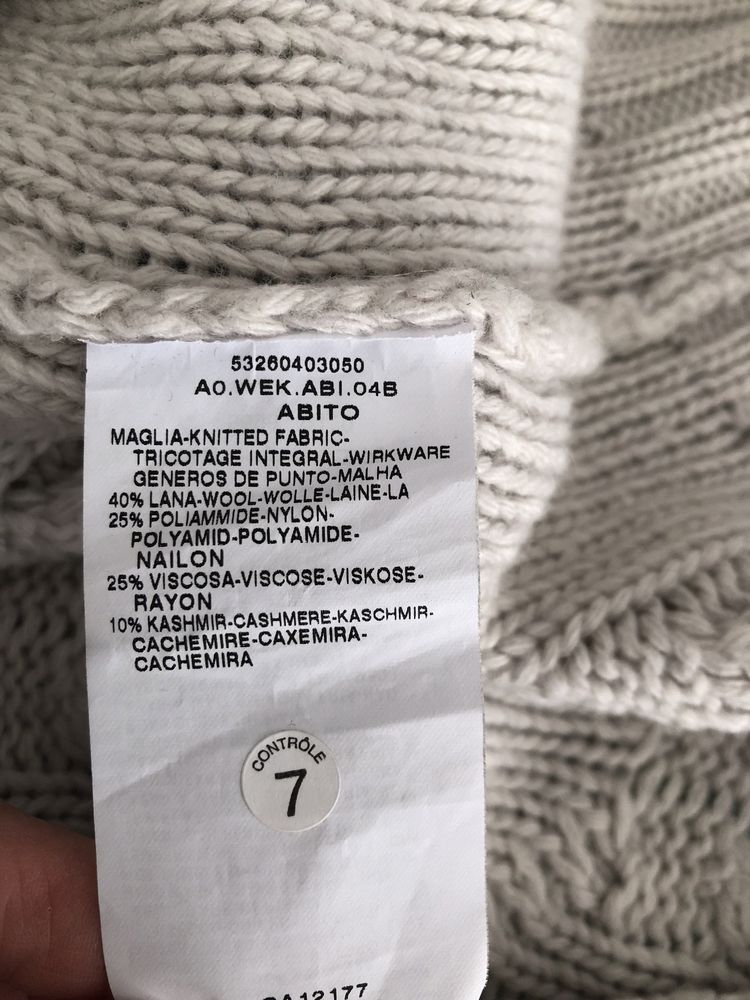 53260403050
A0.WEK.ABI.04B
ABITO
MAGLIA-KNITTED FABRIC-
TRICOTAGE INTEGRAL-WIRKWARE
GENEROS DE PUNTO-MALHA
40% LANA-WOOL-WOLLE-LAINE-LA
25% POLIAMMIDE-NYLON-
POLYAMID-POLYAMIDE-
NAILON
25% VISCOSA-VISCOSE-VISKOSE-
RAYON
10% KASHMIR-CASHMERE-KASCHMIR-
CACHEMIRE-CAXEMIRA-
CACHEMIRA
CONTRÔLE
7